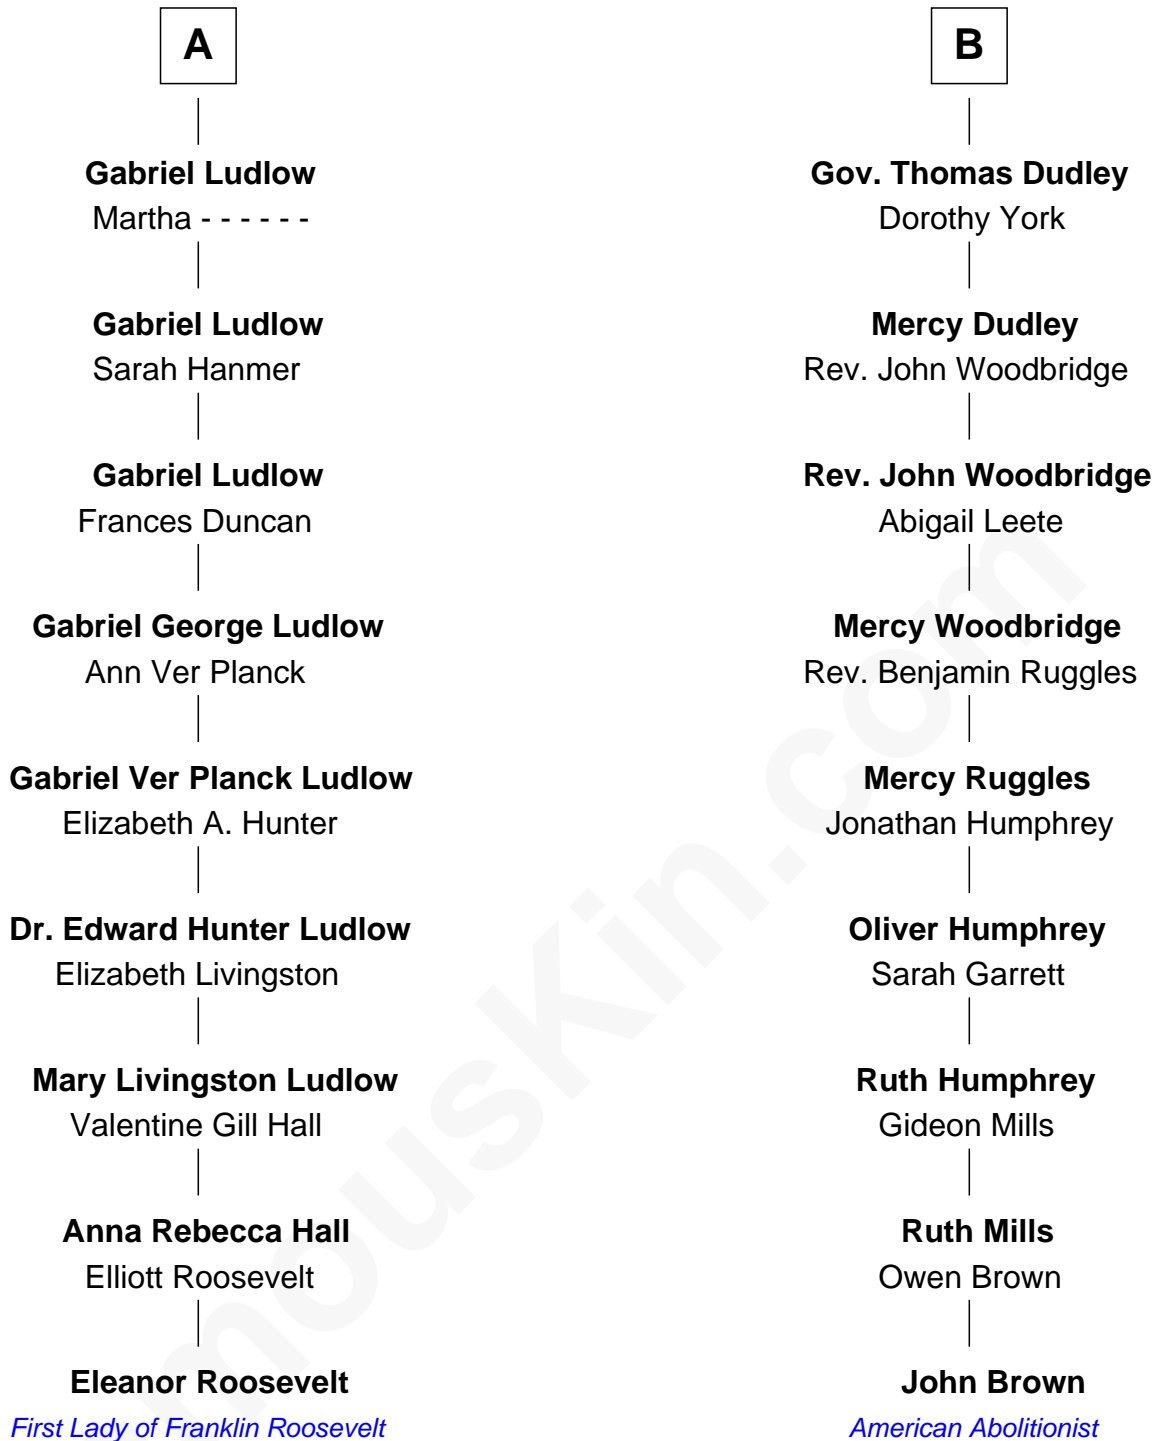 A
Gabriel Ludlow
Martha - - - - - -
Gabriel Ludlow
Sarah Hanmer
Gabriel Ludlow
Frances Duncan
Gabriel George Ludlow
Ann Ver Planck
Gabriel Ver Planck Ludlow
Elizabeth A. Hunter
Dr. Edward Hunter Ludlow
Elizabeth Livingston
Mary Livingston Ludlow
Valentine Gill Hall
Anna Rebecca Hall
Elliott Roosevelt
Eleanor Roosevelt
First Lady of Franklin Roosevelt
B
Gov. Thomas Dudley
Dorothy York
Mercy Dudley
Rev. John Woodbridge
Rev. John Woodbridge
Abigail Leete
Mercy Woodbridge
Rev. Benjamin Ruggles
Mercy Ruggles
Jonathan Humphrey
Oliver Humphrey
Sarah Garrett
Ruth Humphrey
Gideon Mills
Ruth Mills
Owen Brown
John Brown
American Abolitionist
mousKin.com